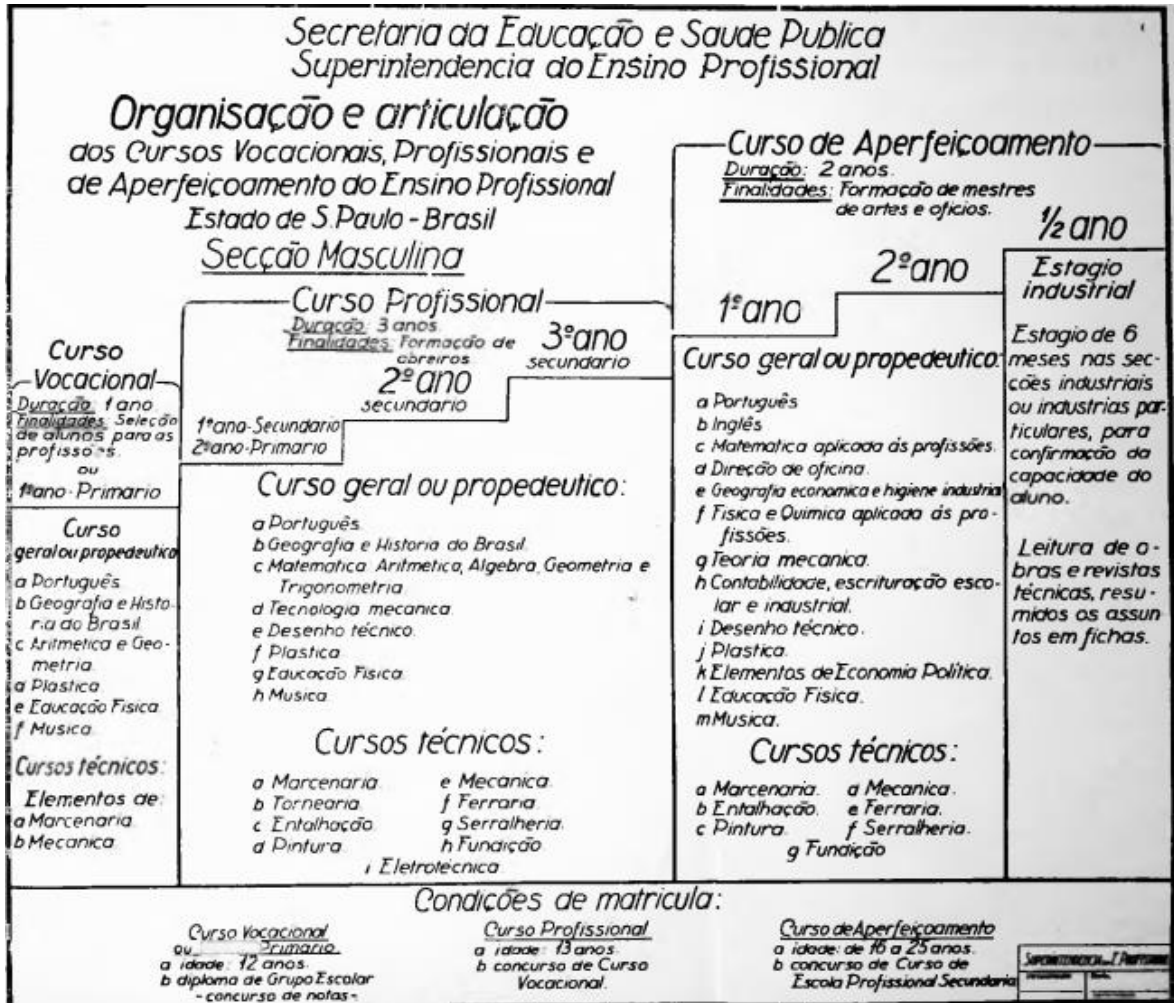 Secretaria da Educação e Saude Publica
Superintendencia do Ensino Profissional
Organisação e articulação
dos Cursos Vocacionais, Profissionais e
de Aperfeiçoamento do Ensino Profissional
Estado de S. Paulo - Brasil
Secção Masculina
Curso
Vocacional
Duração: 1 ano
Finalidades: Seleção
de alunos para as
profissões.
ou
1º ano - Primario
Curso
geral ou propedeutico
a Português.
b Geografia e Histo-
ria do Brasil.
c Aritmetica e Geo-
metria.
d Plastica
e Educação Fisica.
f Musica.
Cursos técnicos:
Elementos de:
a Marcenaria.
b Mecanica.
Curso Profissional
Duração: 3 anos.
Finalidades: Formação de
obreiros
1º ano - Secundario
2º ano - Primario
2º ano
secundario
3º ano
secundario
Curso geral ou propedeutico:
a Português.
b Geografia e Historia do Brasil.
c Matematica: Aritmetica, Algebra, Geometria e
Trigonometria.
d Tecnologia mecanica.
e Desenho técnico.
f Plastica.
g Educação Fisica.
h Musica.
Cursos técnicos:
a Marcenaria. e Mecanica.
b Tornearia. f Ferraria.
c Entalhação. g Serralheria.
d Pintura. h Fundição
i Eletrotécnica
Curso de Aperfeiçoamento
Duração: 2 anos.
Finalidades: Formação de mestres
de artes e oficios.
1º ano
2º ano
½ ano
Curso geral ou propedeutico:
a Português
b Inglês
c Matematica aplicada ás profissões.
d Direção de oficina.
e Geografia economica e higiene industrial
f Fisica e Quimica aplicada ás pro-
fissões.
g Teoria mecanica.
h Contabilidade, escrituração esco-
lar e industrial.
i Desenho técnico.
j Plastica.
k Elementos de Economia Política.
l Educação Fisica.
m Musica.
Cursos técnicos:
a Marcenaria. d Mecanica.
b Entalhação. e Ferraria.
c Pintura. f Serralheria.
g Fundição
Estagio
industrial
Estagio de 6
meses nas sec-
cões industriais
ou industrias par-
ticulares, para
confirmação da
capacidade do
aluno.
Leitura de o-
bras e revistas
técnicas, resu-
midos os assun
tos em fichas.
Condições de matricula:
Curso Vocacional
ou Primario
a idade: 12 anos.
b diploma de Grupo Escolar
- concurso de notas -
Curso Profissional
a idade: 13 anos.
b concurso de Curso
Vocacional.
Curso de Aperfeiçoamento
a idade: de 16 a 25 anos.
b concurso de Curso de
Escola Profissional Secundaria